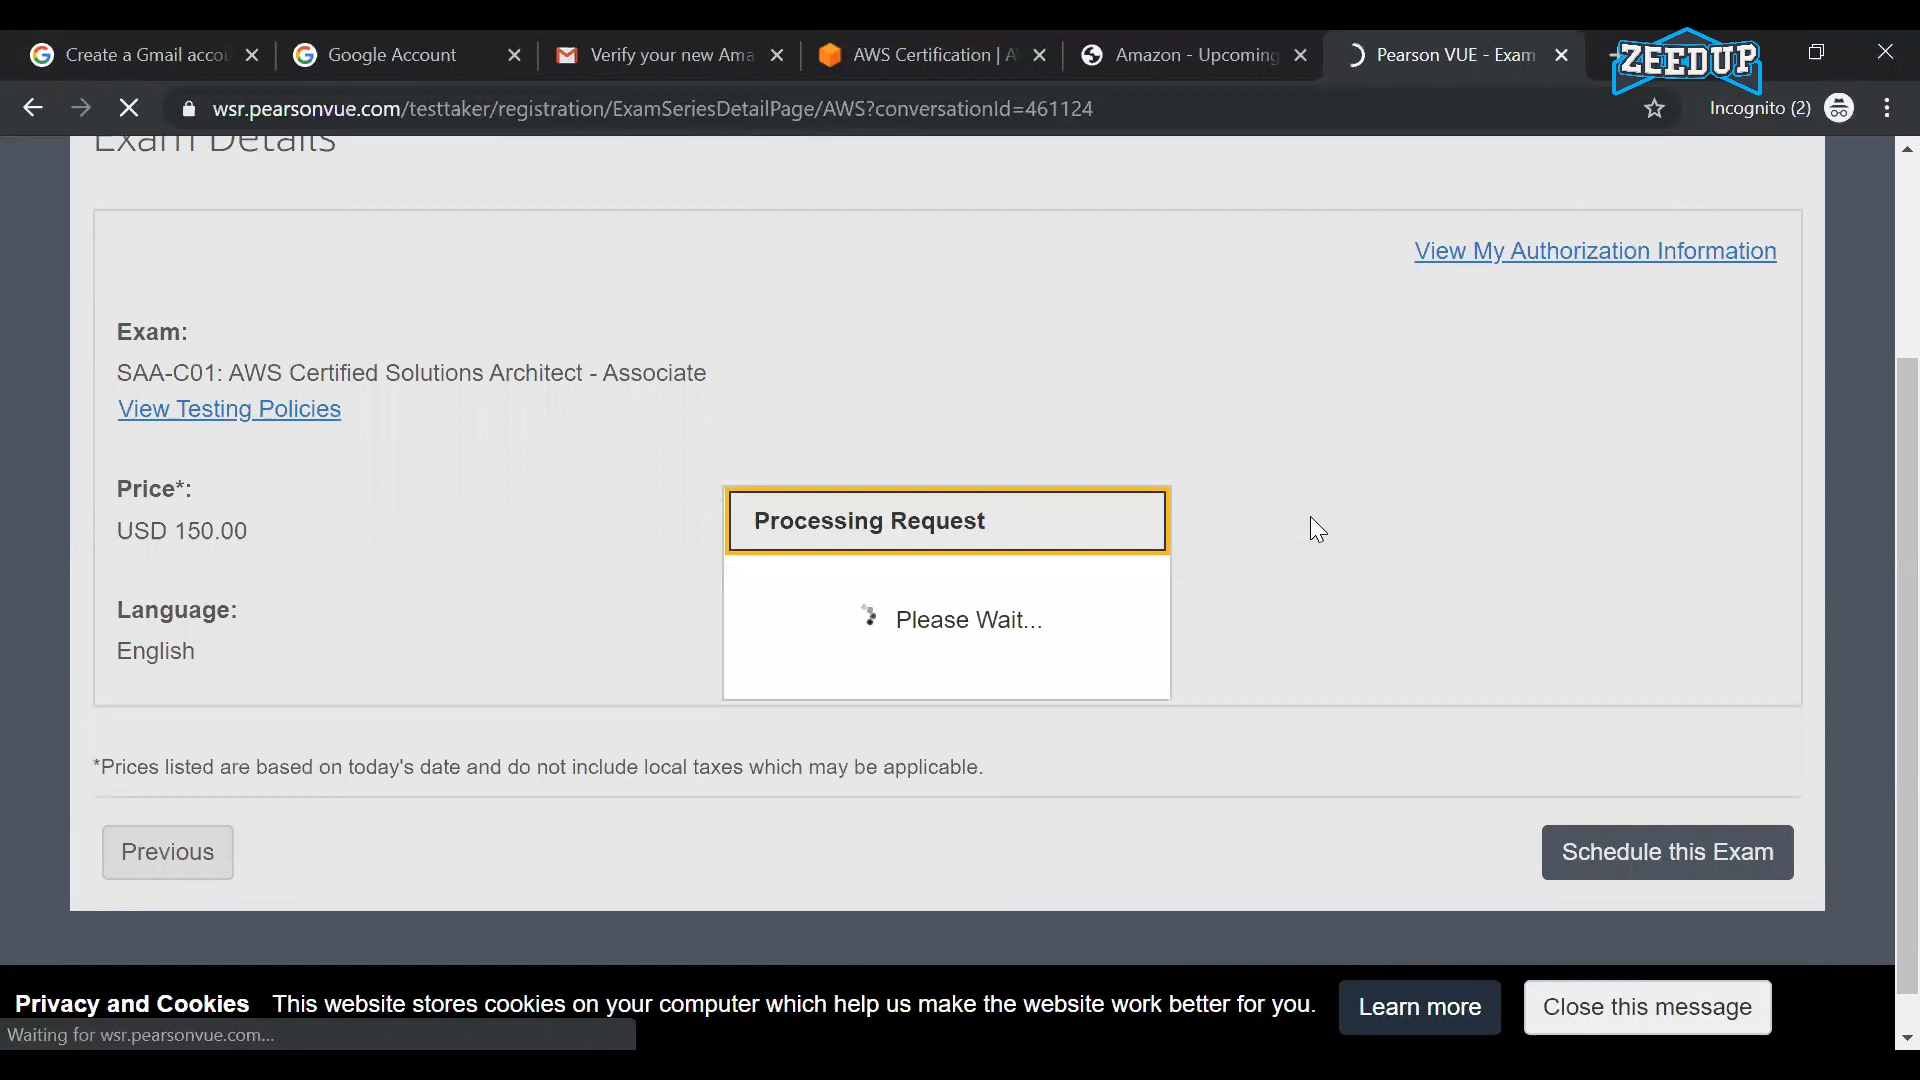 Create a Gmail accou
Google Account
Verify your new Ama
AWS Certification | A
Amazon - Upcoming
Pearson VUE - Exam
ZEEDUP
wsr.pearsonvue.com/testtaker/registration/ExamSeriesDetailPage/AWS?conversationId=461124
Incognito (2)
Exam Details
View My Authorization Information
Exam:
SAA-C01: AWS Certified Solutions Architect - Associate
View Testing Policies
Price*:
USD 150.00
Processing Request
Please Wait...
Language:
English
*Prices listed are based on today's date and do not include local taxes which may be applicable.
Previous
Schedule this Exam
Privacy and Cookies This website stores cookies on your computer which help us make the website work better for you.
Learn more
Close this message
Waiting for wsr.pearsonvue.com...